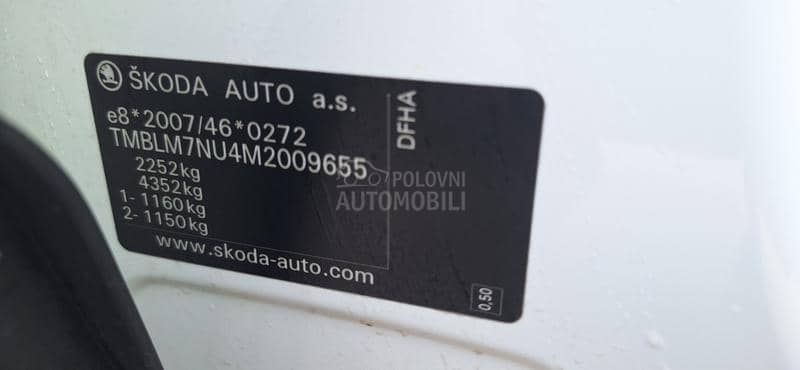 ŠKODA AUTO a.s.
e8*2007/46*0272
TMBLM7NU4M2009655
2252kg
4352kg
1- 1160kg
2- 1150kg
www.skoda-auto.com
DFHA
0,50
POLOVNI
AUTOMOBILI